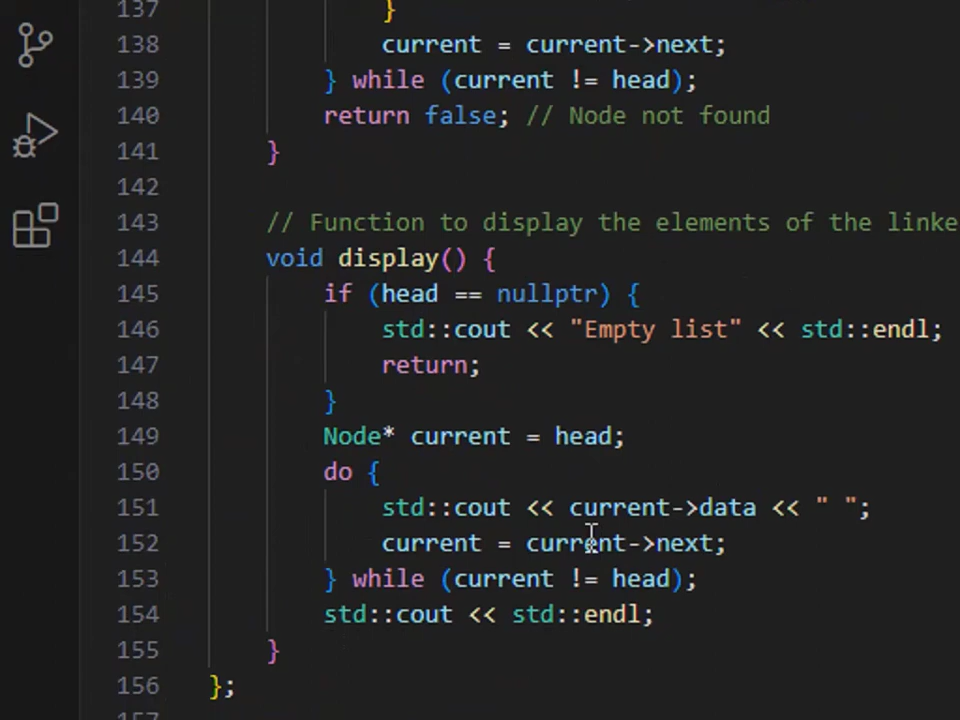 137 }
138 current = current->next;
139 } while (current != head);
140 return false; // Node not found
141 }
142
143 // Function to display the elements of the linke
144 void display() {
145 if (head == nullptr) {
146 std::cout << "Empty list" << std::endl;
147 return;
148 }
149 Node* current = head;
150 do {
151 std::cout << current->data << " ";
152 current = current->next;
153 } while (current != head);
154 std::cout << std::endl;
155 }
156 };
157